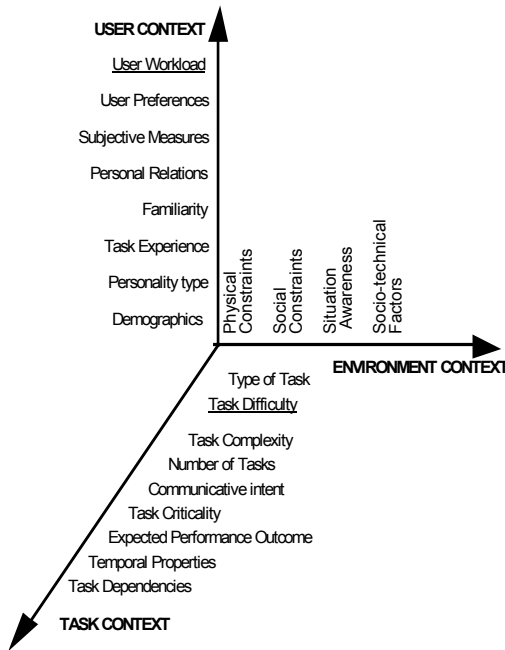 USER CONTEXT
User Workload
User Preferences
Subjective Measures
Personal Relations
Familiarity
Task Experience
Personality type
Demographics
Physical
Constraints
Social
Constraints
Situation
Awareness
Socio-technical
Factors
ENVIRONMENT CONTEXT
Type of Task
Task Difficulty
Task Complexity
Number of Tasks
Communicative intent
Task Criticality
Expected Performance Outcome
Temporal Properties
Task Dependencies
TASK CONTEXT